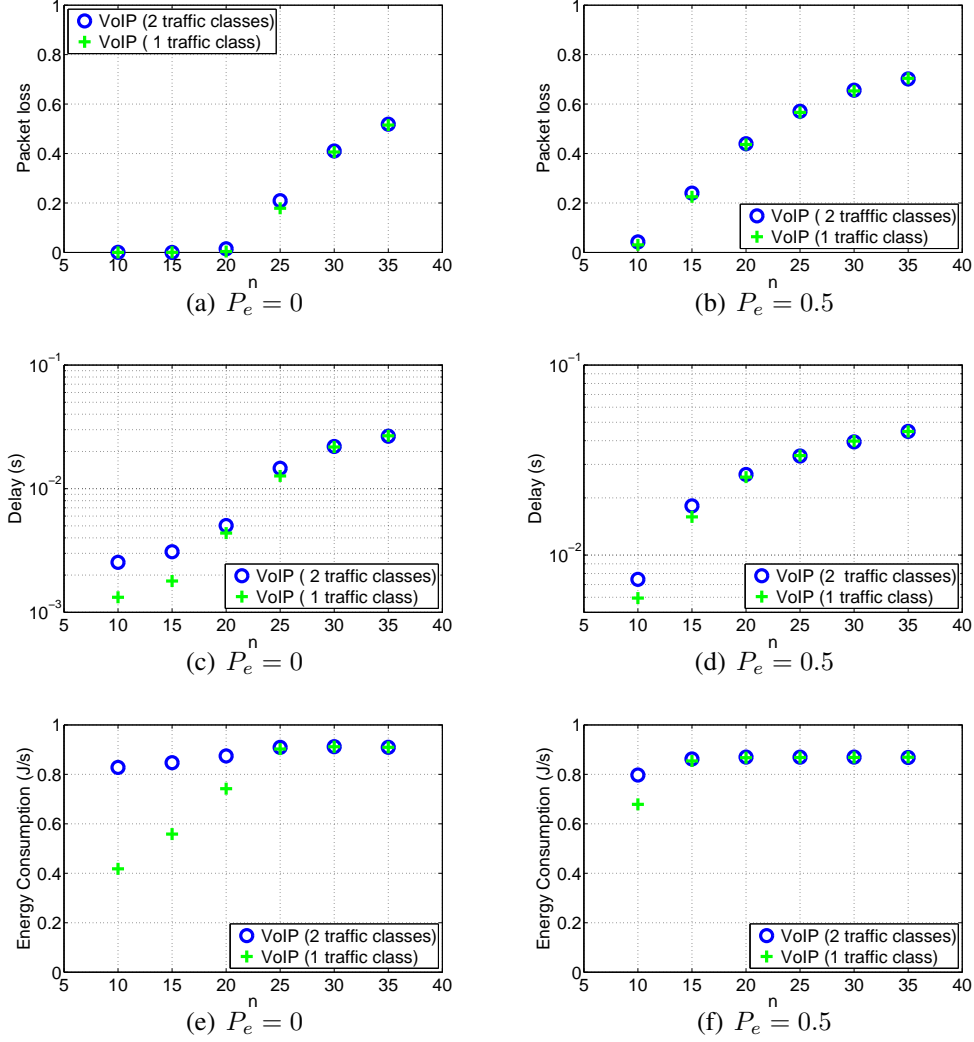 VoIP (2 traffic classes)
VoIP ( 1 traffic class)
Packet loss
1
0.8
0.6
0.4
0.2
0
5 10 15 20 25 30 35 40
n
(a) P_e = 0
VoIP ( 2 trafffic classes)
VoIP (1 traffic class)
Packet loss
1
0.8
0.6
0.4
0.2
0
5 10 15 20 25 30 35 40
n
(b) P_e = 0.5
Delay (s)
10^-1
10^-2
10^-3
VoIP ( 2 traffic classes)
VoIP ( 1 traffic class)
5 10 15 20 25 30 35 40
n
(c) P_e = 0
Delay (s)
10^-1
10^-2
VoIP (2 traffic classes)
VoIP (1 traffic class)
5 10 15 20 25 30 35 40
n
(d) P_e = 0.5
Energy Consumption (J/s)
1
0.8
0.6
0.4
0.2
0
VoIP (2 traffic classes)
VoIP (1 traffic class)
5 10 15 20 25 30 35 40
n
(e) P_e = 0
Energy Consumption (J/s)
1
0.8
0.6
0.4
0.2
0
VoIP (2 traffic classes)
VoIP (1 traffic class)
5 10 15 20 25 30 35 40
n
(f) P_e = 0.5